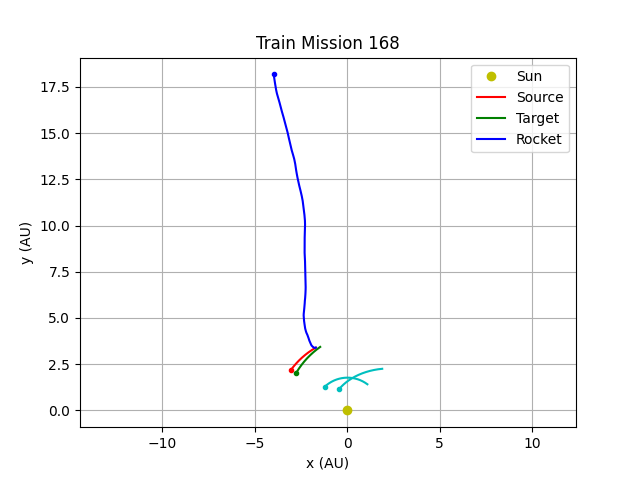 Train Mission 168
Sun
Source
Target
Rocket
17.5
15.0
12.5
10.0
7.5
5.0
2.5
0.0
y (AU)
−10
−5
0
5
10
x (AU)